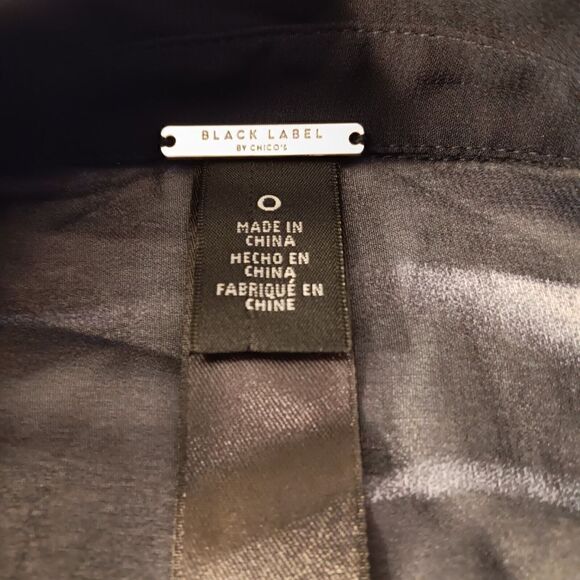 BLACK LABEL
BY CHICO'S
0
MADE IN
CHINA
HECHO EN
CHINA
FABRIQUÉ EN
CHINE